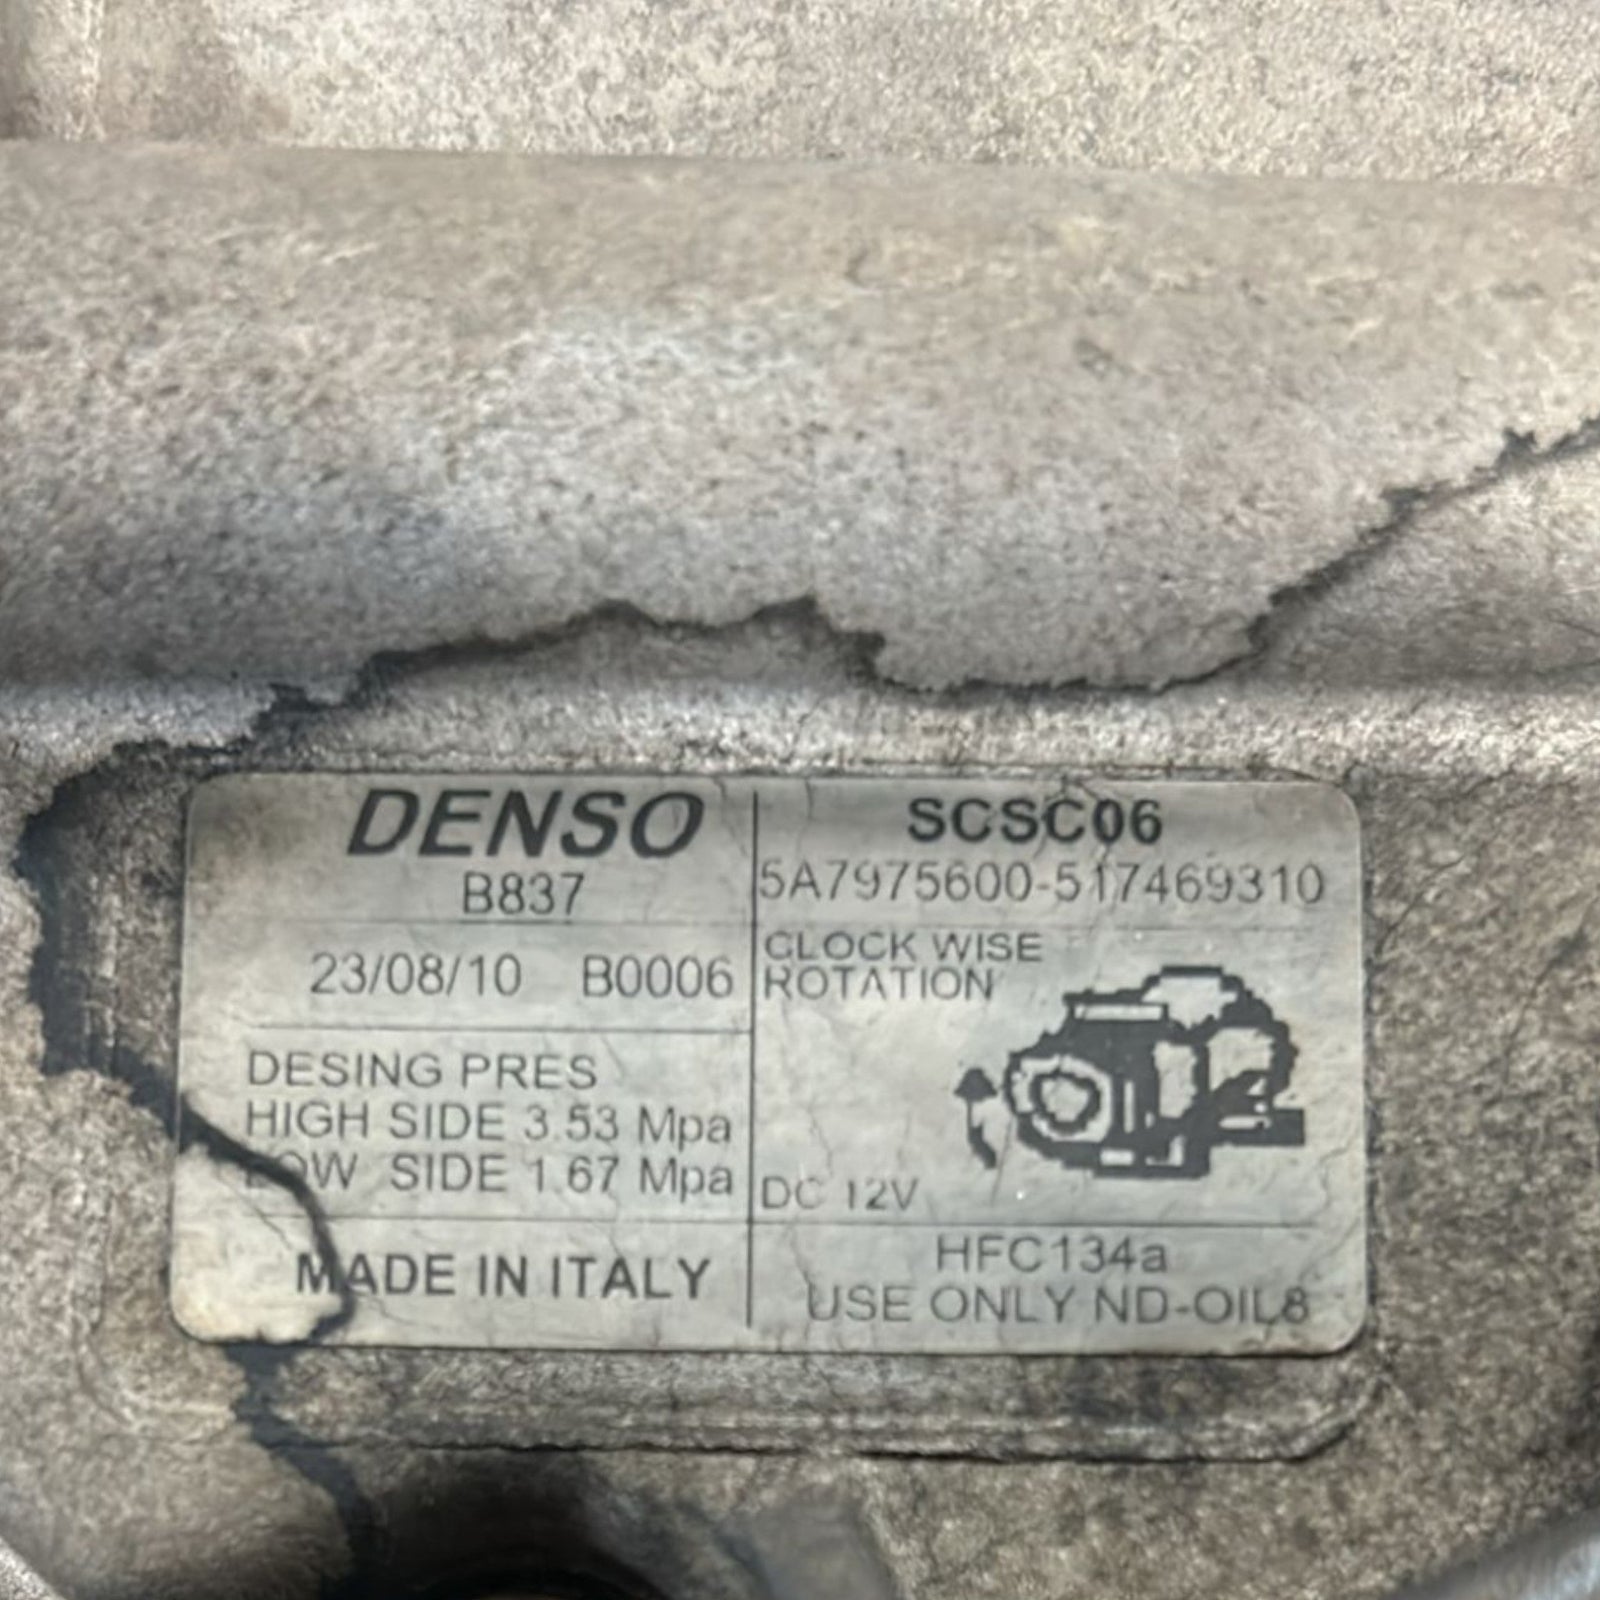 DENSO
B837
23/08/10 B0006
DESING PRES
HIGH SIDE 3.53 Mpa
LOW SIDE 1.67 Mpa
MADE IN ITALY
SCSC06
5A7975600-517469310
CLOCK WISE
ROTATION
DC 12V
HFC134a
USE ONLY ND-OIL8